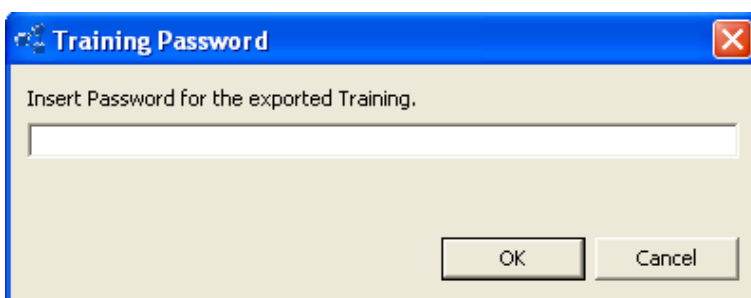 Training Password
Insert Password for the exported Training.
OK Cancel